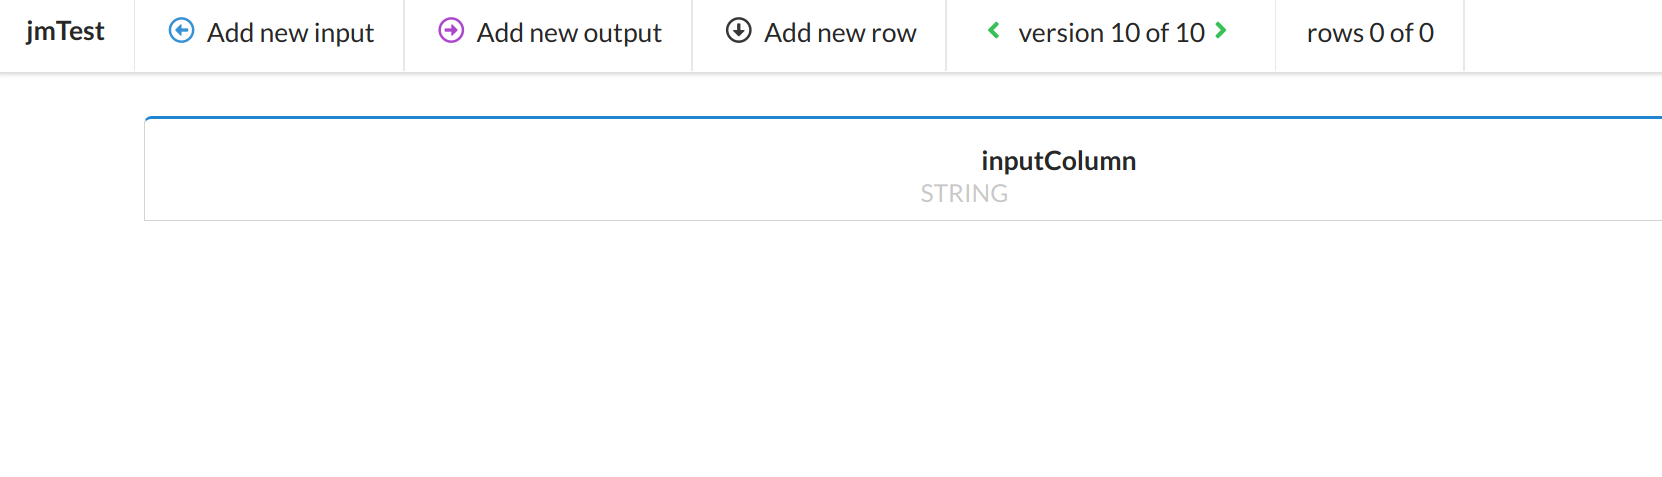 jmTest Add new input Add new output Add new row version 10 of 10 rows 0 of 0
inputColumn
STRING